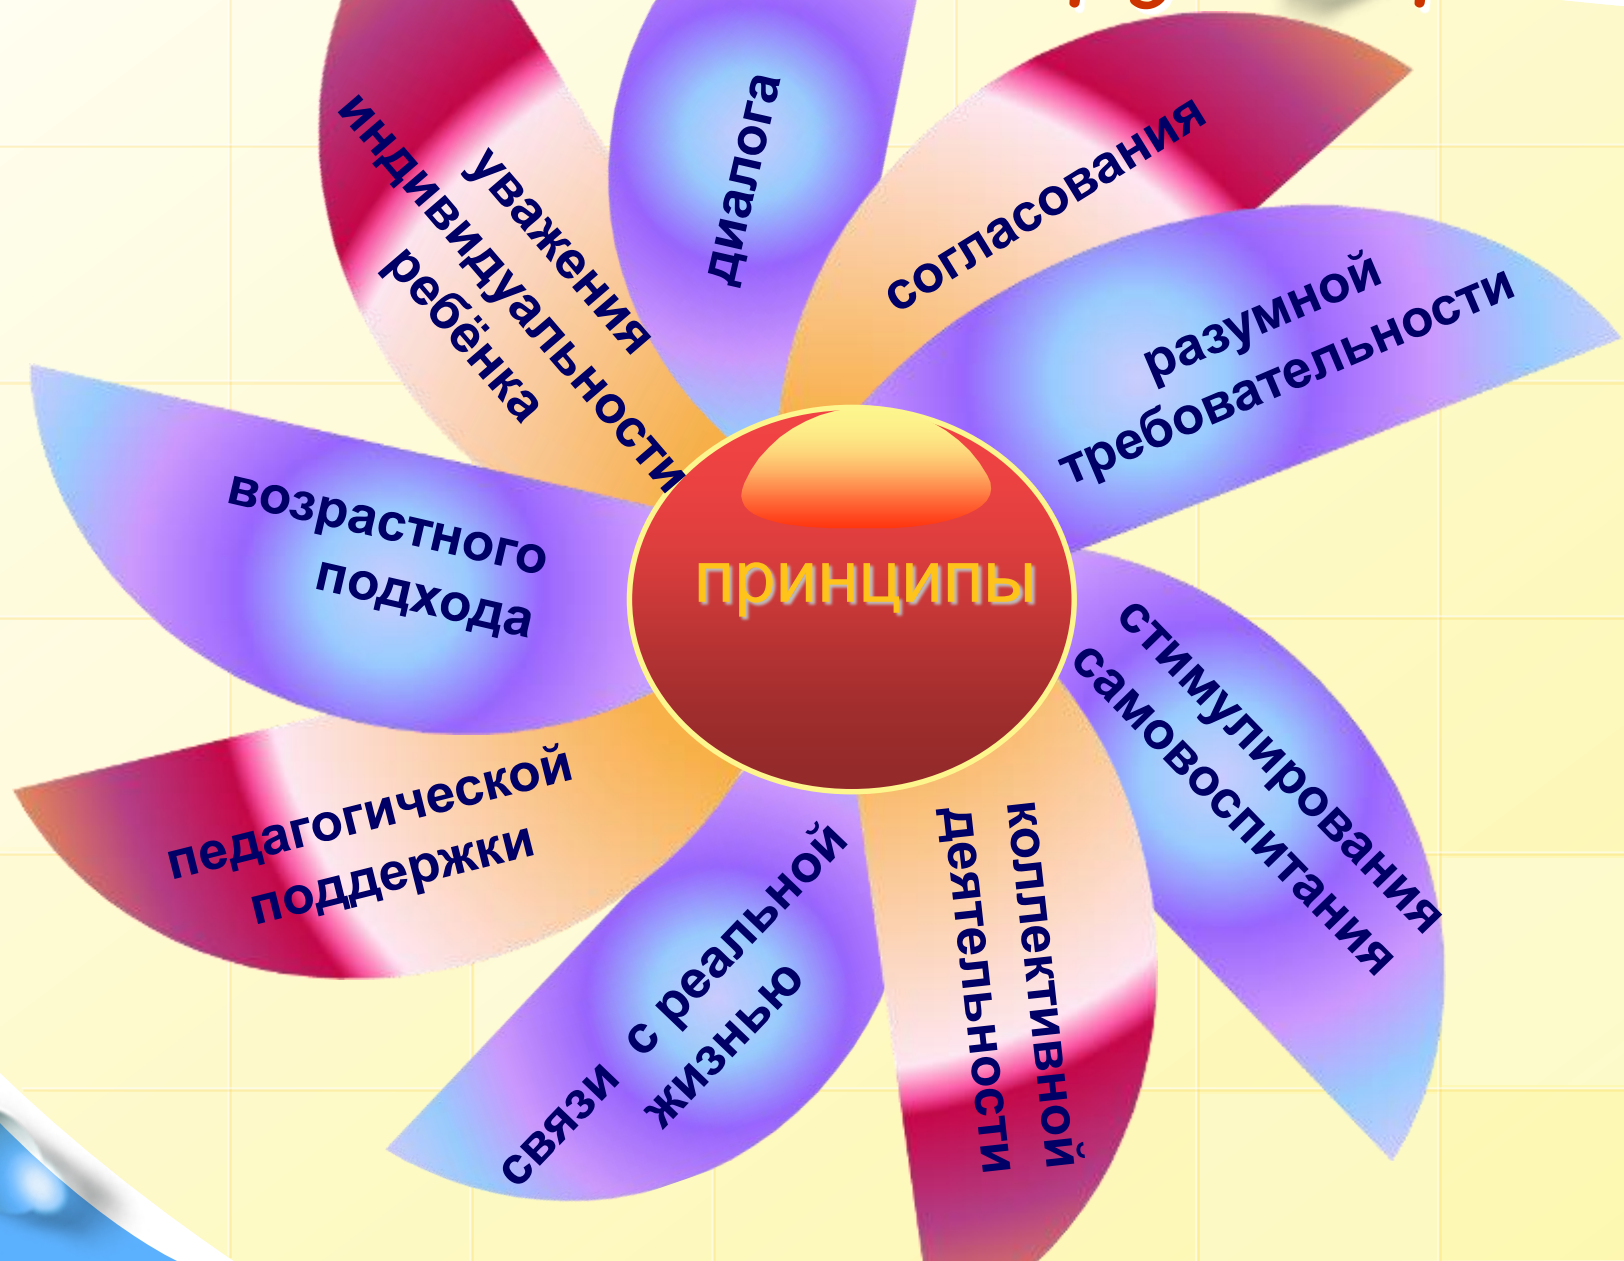 принципы
диалога
согласования
разумной
требовательности
стимулирования
самовоспитания
коллективной
деятельности
связи с реальной
жизнью
педагогической
поддержки
возрастного
подхода
уважения
индивидуальности
ребёнка